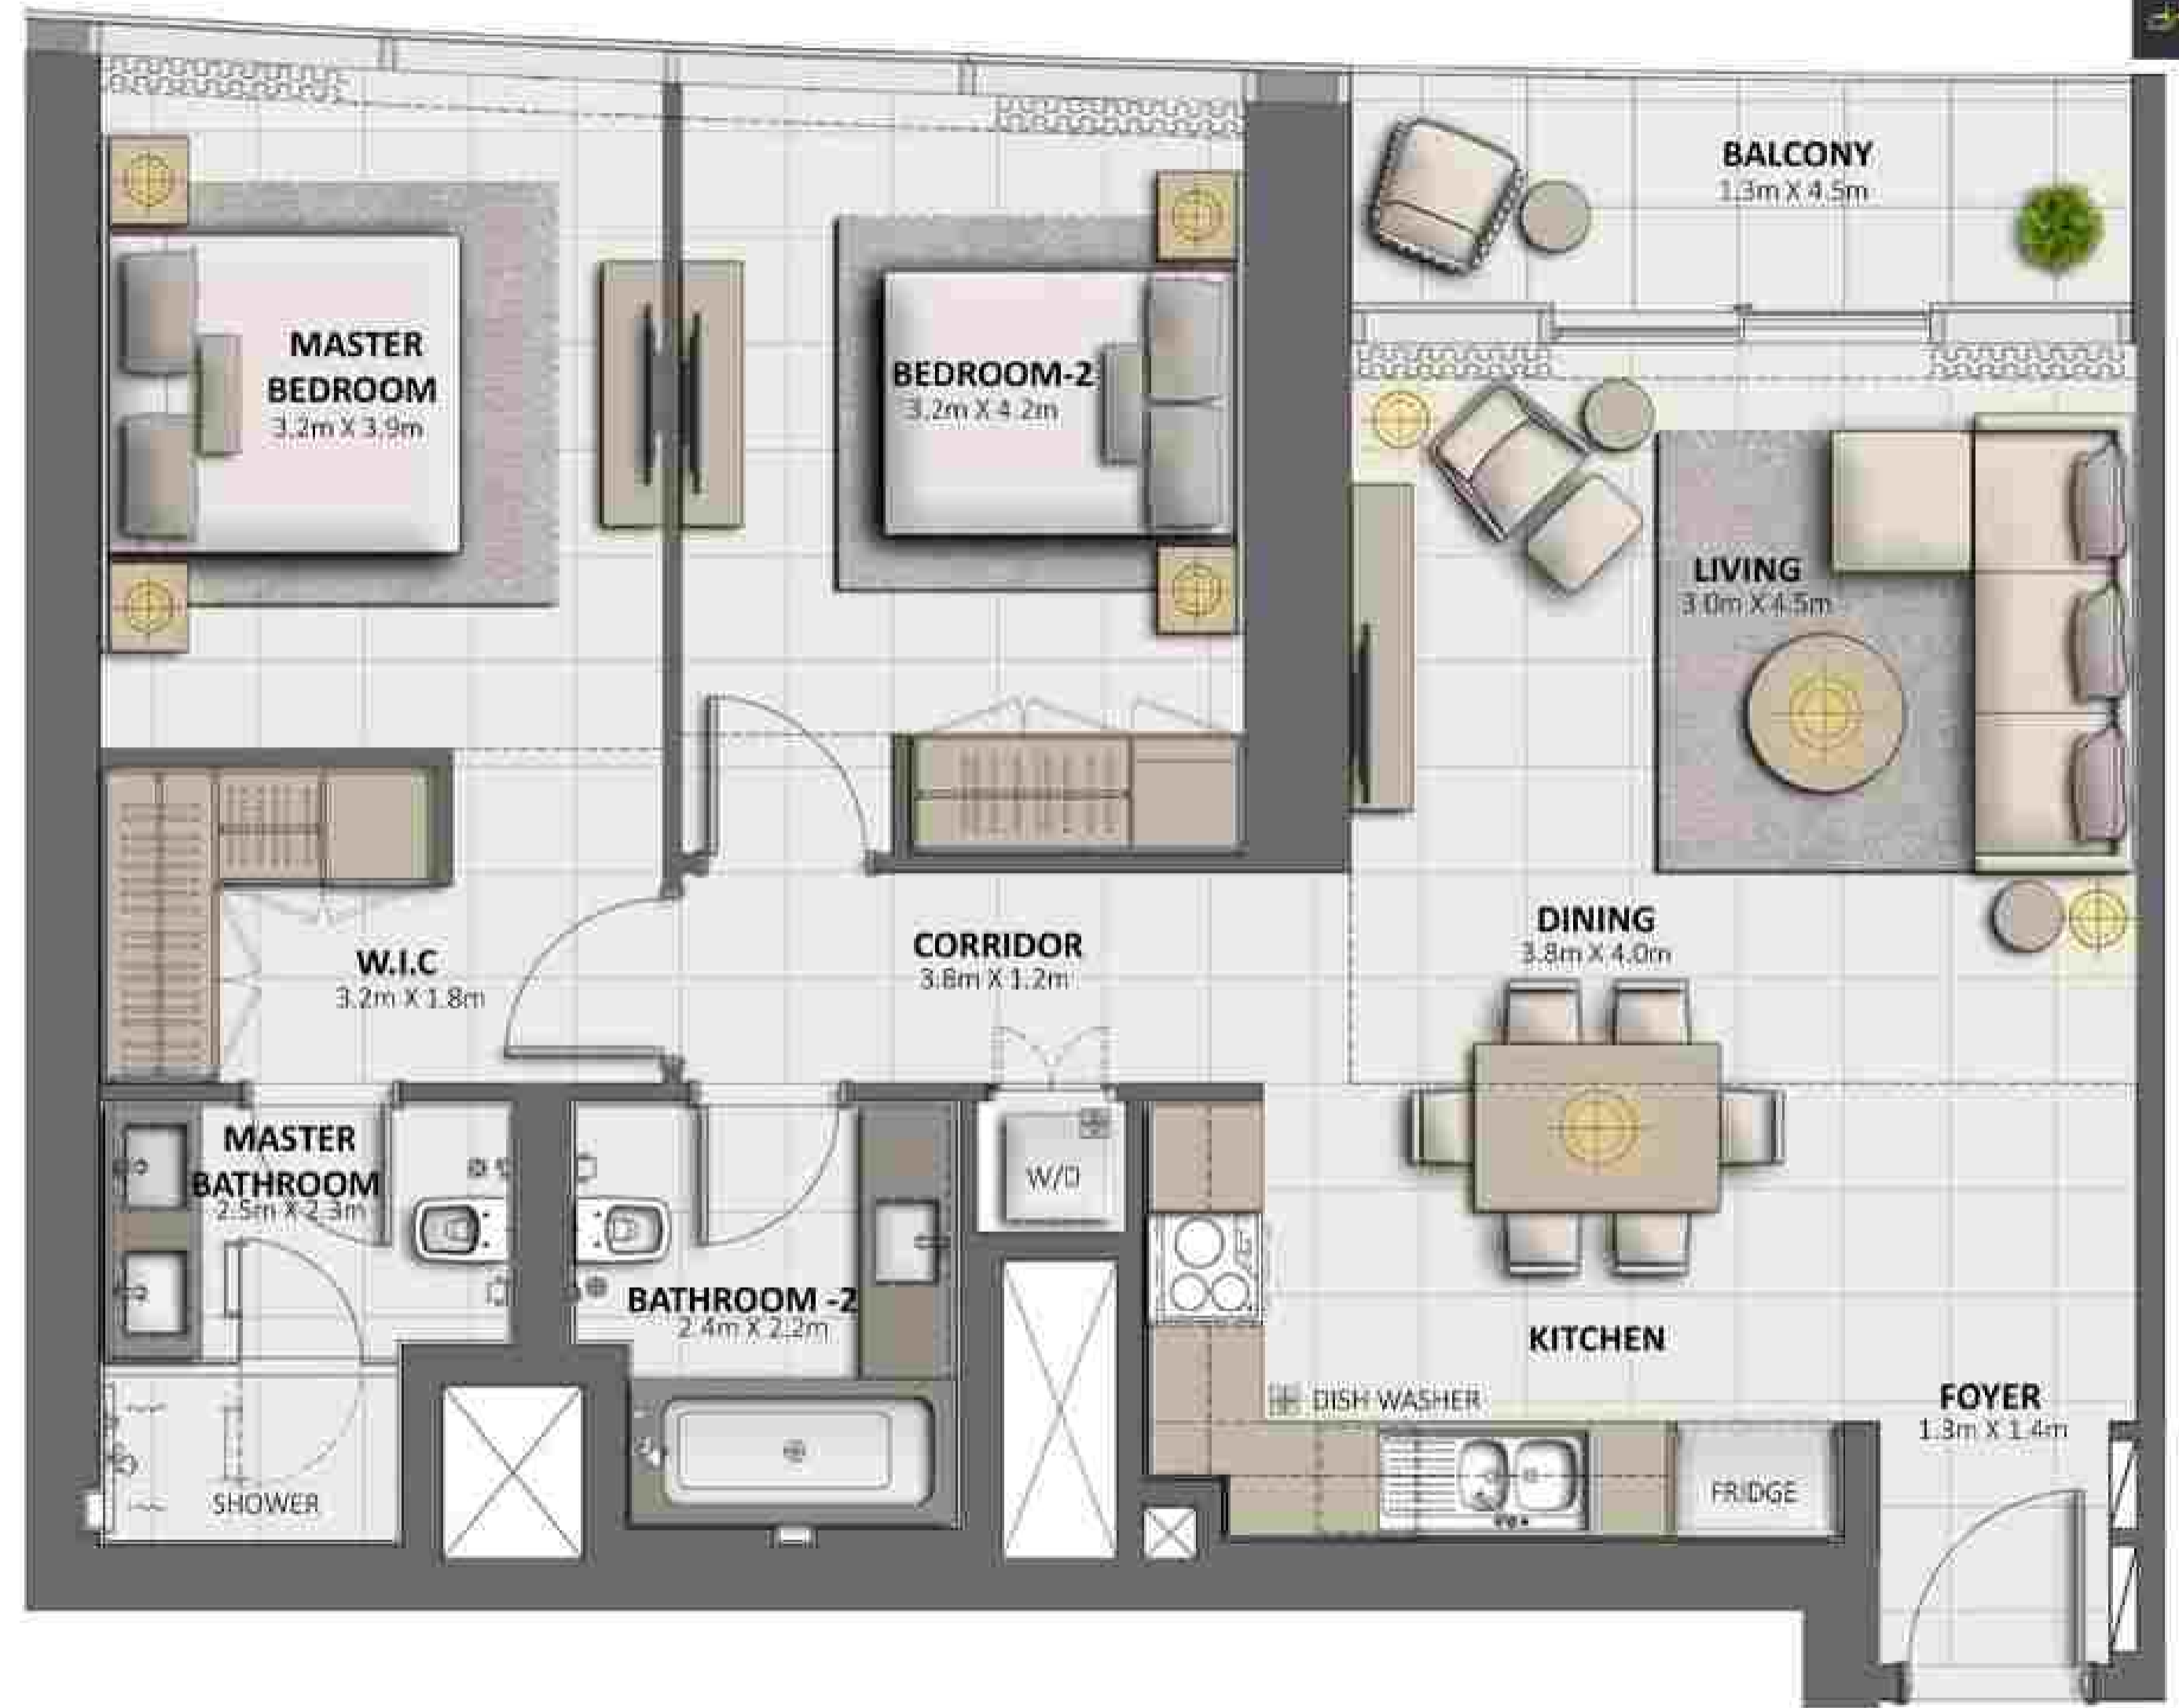 BALCONY
1.3m X 4.5m
MASTER
BEDROOM
3.2m X 3.9m
BEDROOM-2
3.2m X 4.2m
LIVING
3.0m X 4.5m
DINING
3.8m X 4.0m
W.I.C
3.2m X 1.8m
CORRIDOR
3.8m X 1.2m
MASTER
BATHROOM
2.5m X 2.3m
W/D
BATHROOM -2
2.4m X 2.2m
KITCHEN
DISH WASHER
FOYER
1.3m X 1.4m
SHOWER
FRIDGE